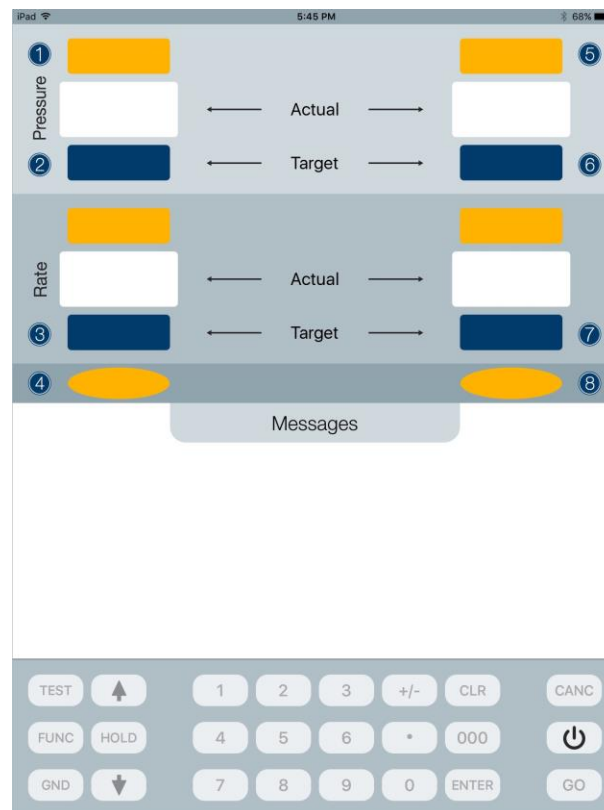 iPad 5:45 PM 68%
1 5
Pressure
Actual
2 Target 6
Rate
Actual
3 Target 7
4 8
Messages
TEST 1 2 3 +/- CLR CANC
FUNC HOLD 4 5 6 • 000
GND 7 8 9 0 ENTER GO